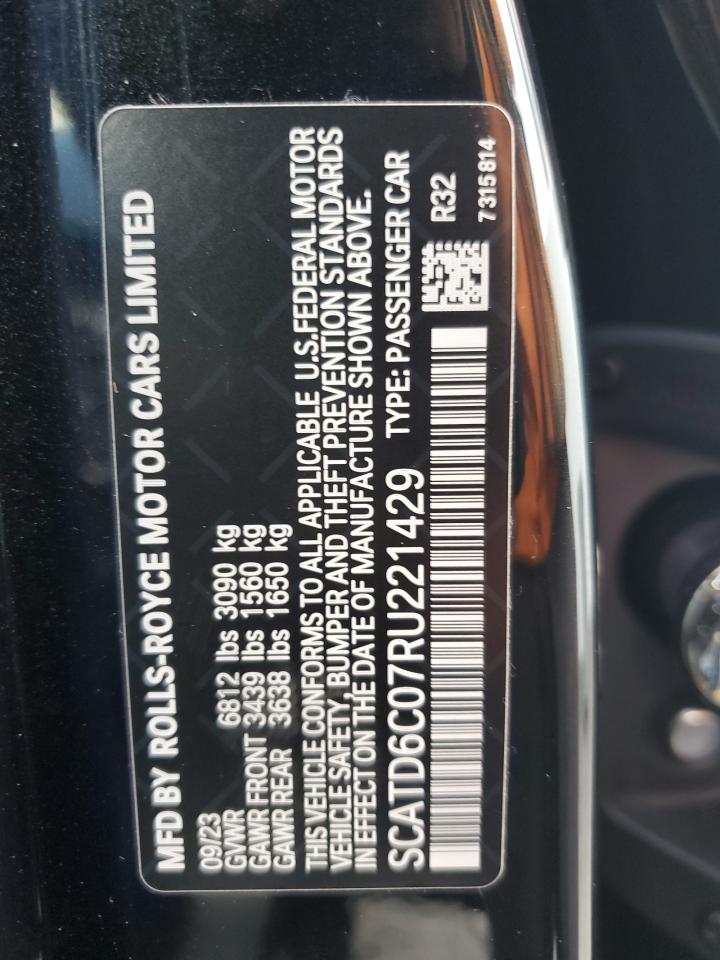 MFD BY ROLLS-ROYCE MOTOR CARS LIMITED
09/23
GVWR 6812 lbs 3090 kg
GAWR FRONT 3439 lbs 1560 kg
GAWR REAR 3638 lbs 1650 kg
THIS VEHICLE CONFORMS TO ALL APPLICABLE U.S.FEDERAL MOTOR
VEHICLE SAFETY, BUMPER AND THEFT PREVENTION STANDARDS
IN EFFECT ON THE DATE OF MANUFACTURE SHOWN ABOVE.
SCATD6C07RU221429 TYPE: PASSENGER CAR
R32
7315814